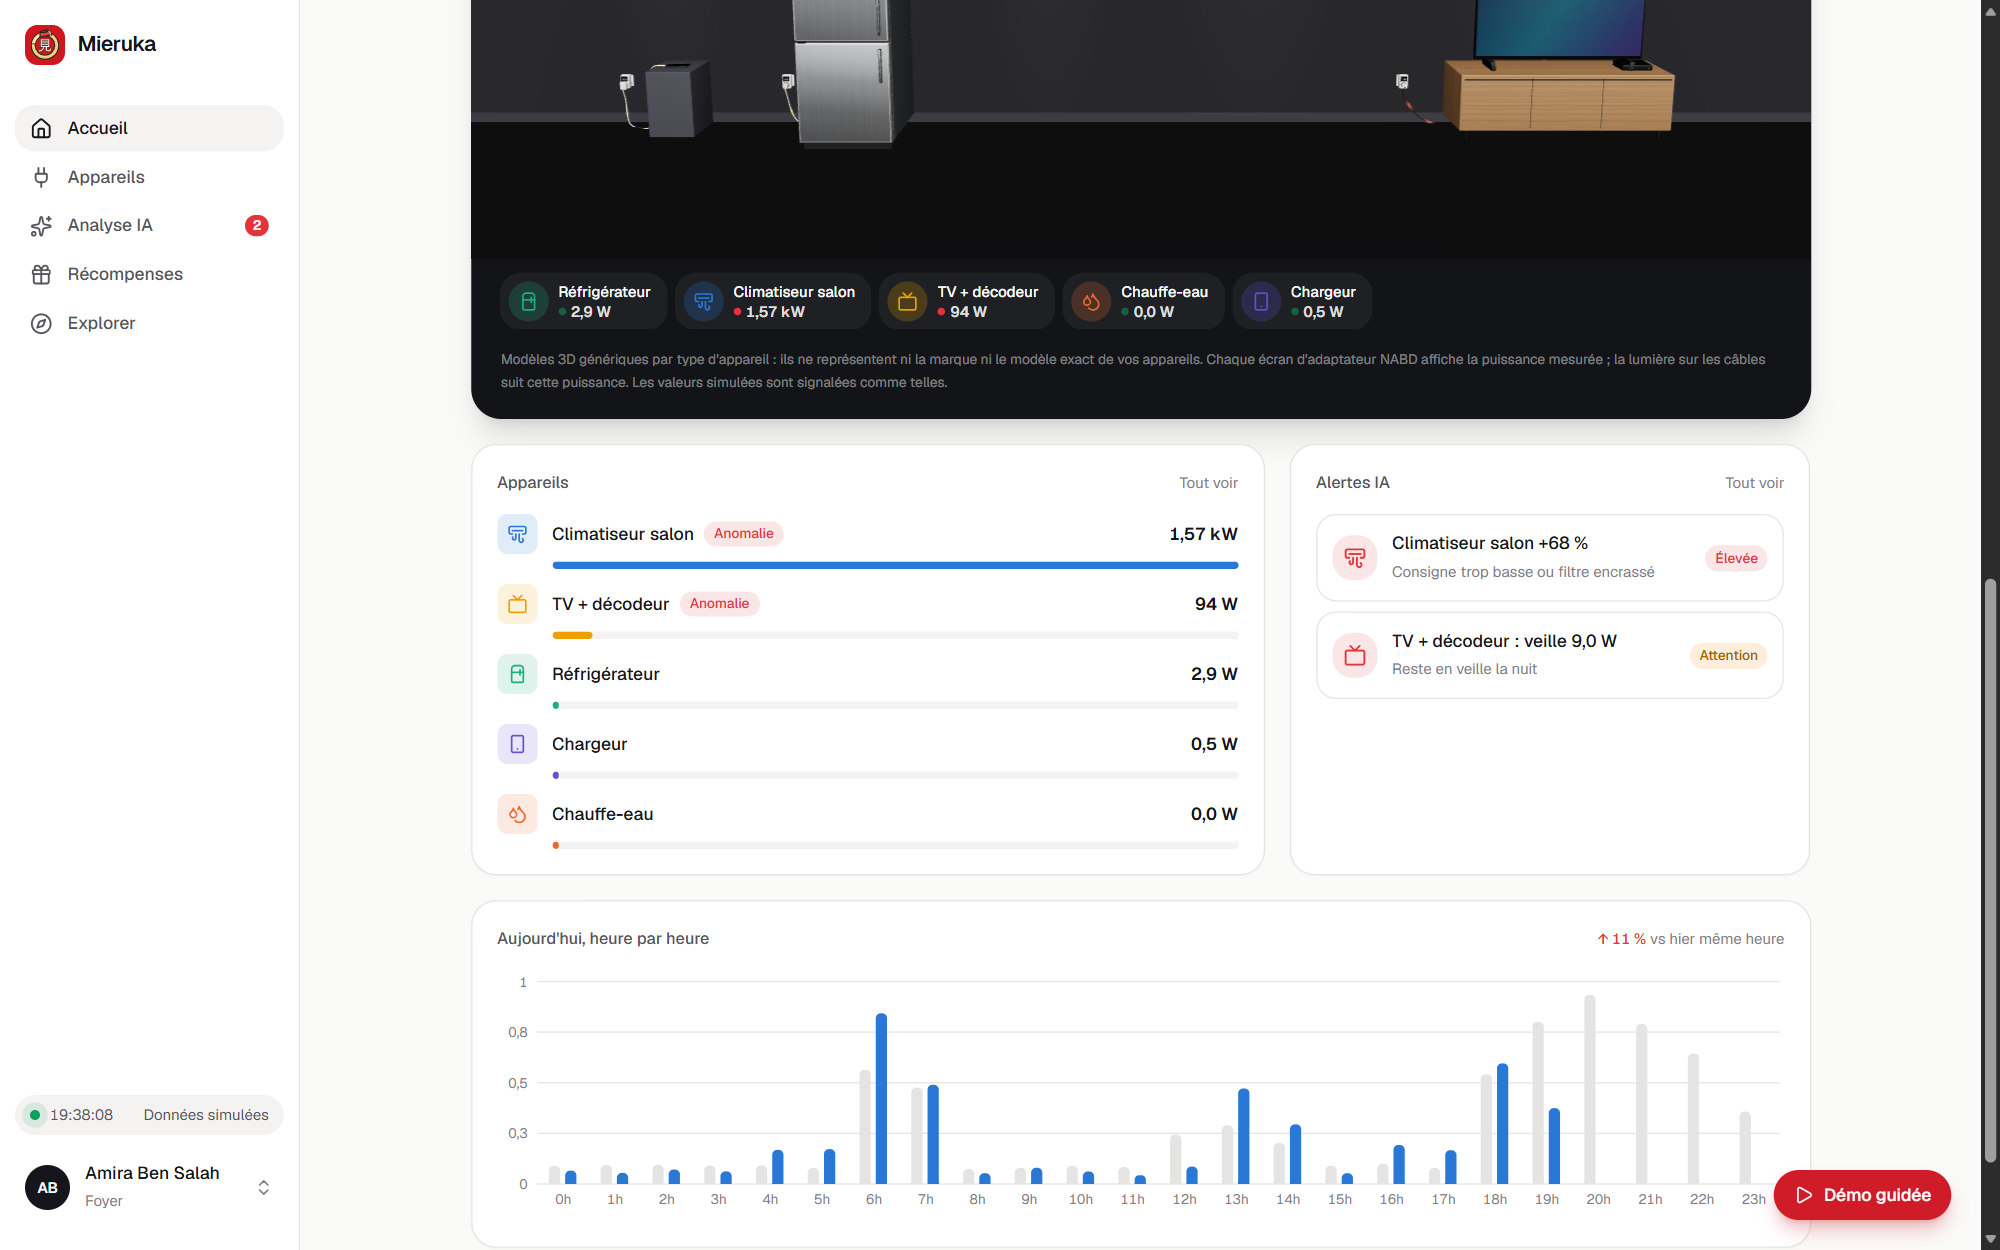 見
Mieruka
Accueil
Appareils
Analyse IA
2
Récompenses
Explorer
19:38:08
Données simulées
AB
Amira Ben Salah
Foyer
Réfrigérateur
2,9 W
Climatiseur salon
1,57 kW
TV + décodeur
94 W
Chauffe-eau
0,0 W
Chargeur
0,5 W
Modèles 3D génériques par type d'appareil : ils ne représentent ni la marque ni le modèle exact de vos appareils. Chaque écran d'adaptateur NABD affiche la puissance mesurée ; la lumière sur les câbles
suit cette puissance. Les valeurs simulées sont signalées comme telles.
Appareils
Tout voir
Climatiseur salon
Anomalie
1,57 kW
TV + décodeur
Anomalie
94 W
Réfrigérateur
2,9 W
Chargeur
0,5 W
Chauffe-eau
0,0 W
Alertes IA
Tout voir
Climatiseur salon +68 %
Consigne trop basse ou filtre encrassé
Élevée
TV + décodeur : veille 9,0 W
Reste en veille la nuit
Attention
Aujourd'hui, heure par heure
11 % vs hier même heure
1
0,8
0,5
0,3
0
0h 1h 2h 3h 4h 5h 6h 7h 8h 9h 10h 11h 12h 13h 14h 15h 16h 17h 18h 19h 20h 21h 22h 23h
Démo guidée